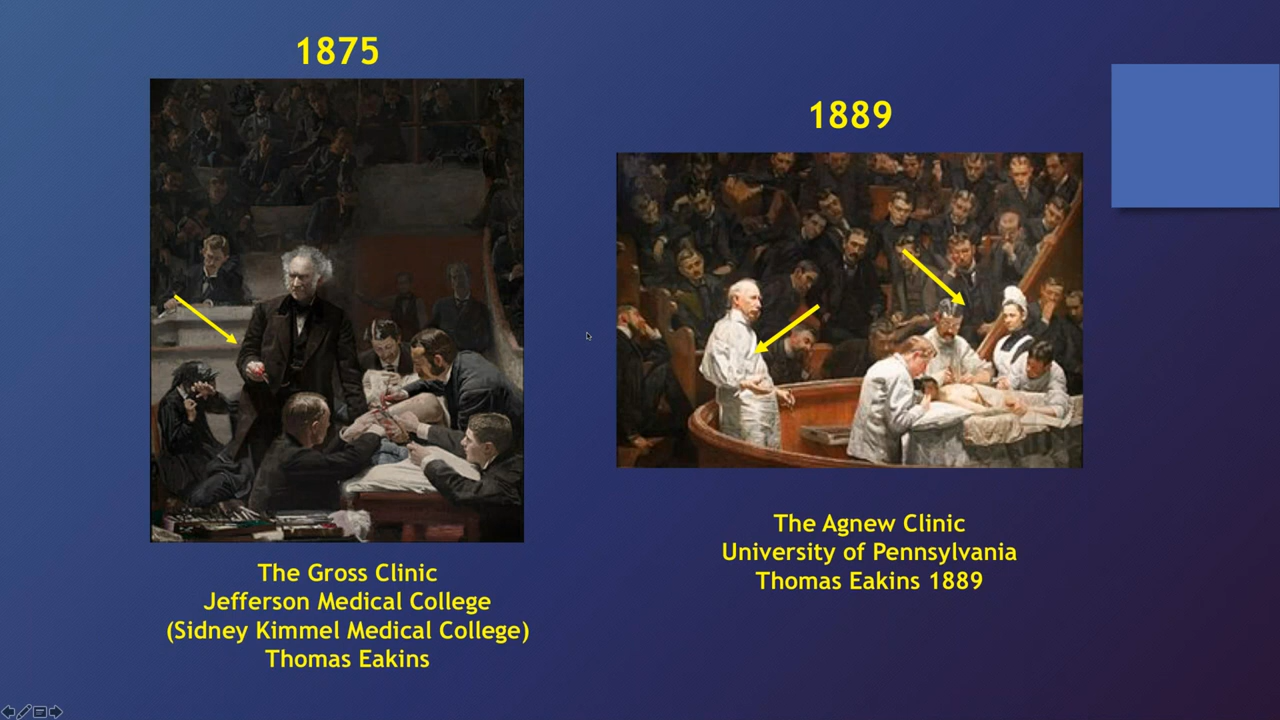 1875
The Gross Clinic
Jefferson Medical College
(Sidney Kimmel Medical College)
Thomas Eakins
1889
The Agnew Clinic
University of Pennsylvania
Thomas Eakins 1889